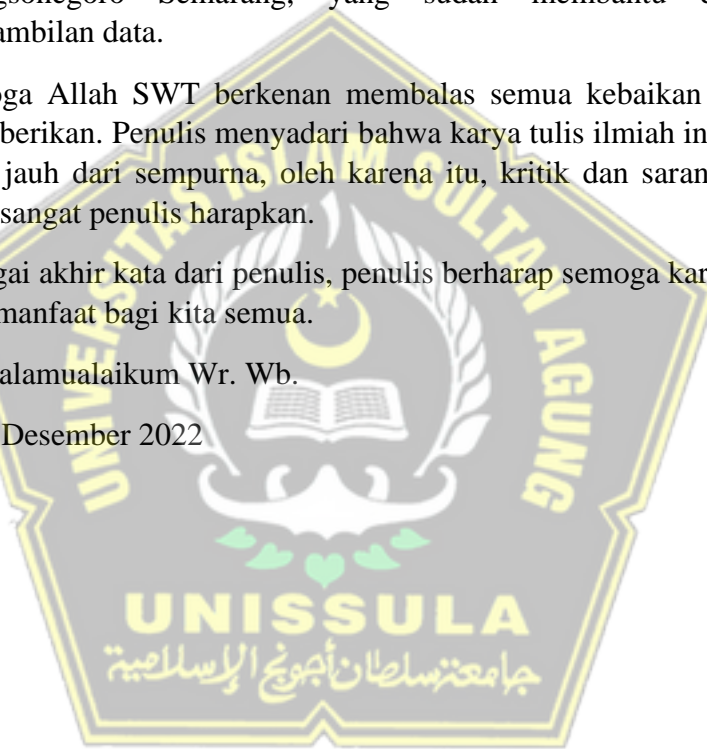 gsonegoro Semarang, yang sudah membantu
ambilan data.
oga Allah SWT berkenan membalas semua kebaikan
berikan. Penulis menyadari bahwa karya tulis ilmiah in
jauh dari sempurna, oleh karena itu, kritik dan saran
sangat penulis harapkan.
gai akhir kata dari penulis, penulis berharap semoga kar
manfaat bagi kita semua.
alamualaikum Wr. Wb.
Desember 2022
UNIVERSITAS ISLAM SULTAN AGUNG
UNISSULA
جامعة سلطان أجونج الإسلامية